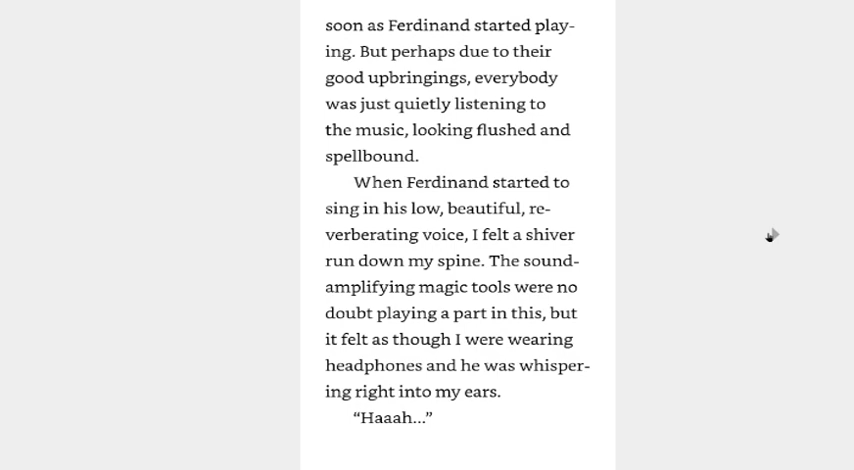 soon as Ferdinand started play-
ing. But perhaps due to their
good upbringings, everybody
was just quietly listening to
the music, looking flushed and
spellbound.
When Ferdinand started to
sing in his low, beautiful, re-
verberating voice, I felt a shiver
run down my spine. The sound-
amplifying magic tools were no
doubt playing a part in this, but
it felt as though I were wearing
headphones and he was whisper-
ing right into my ears.
“Haaah...”